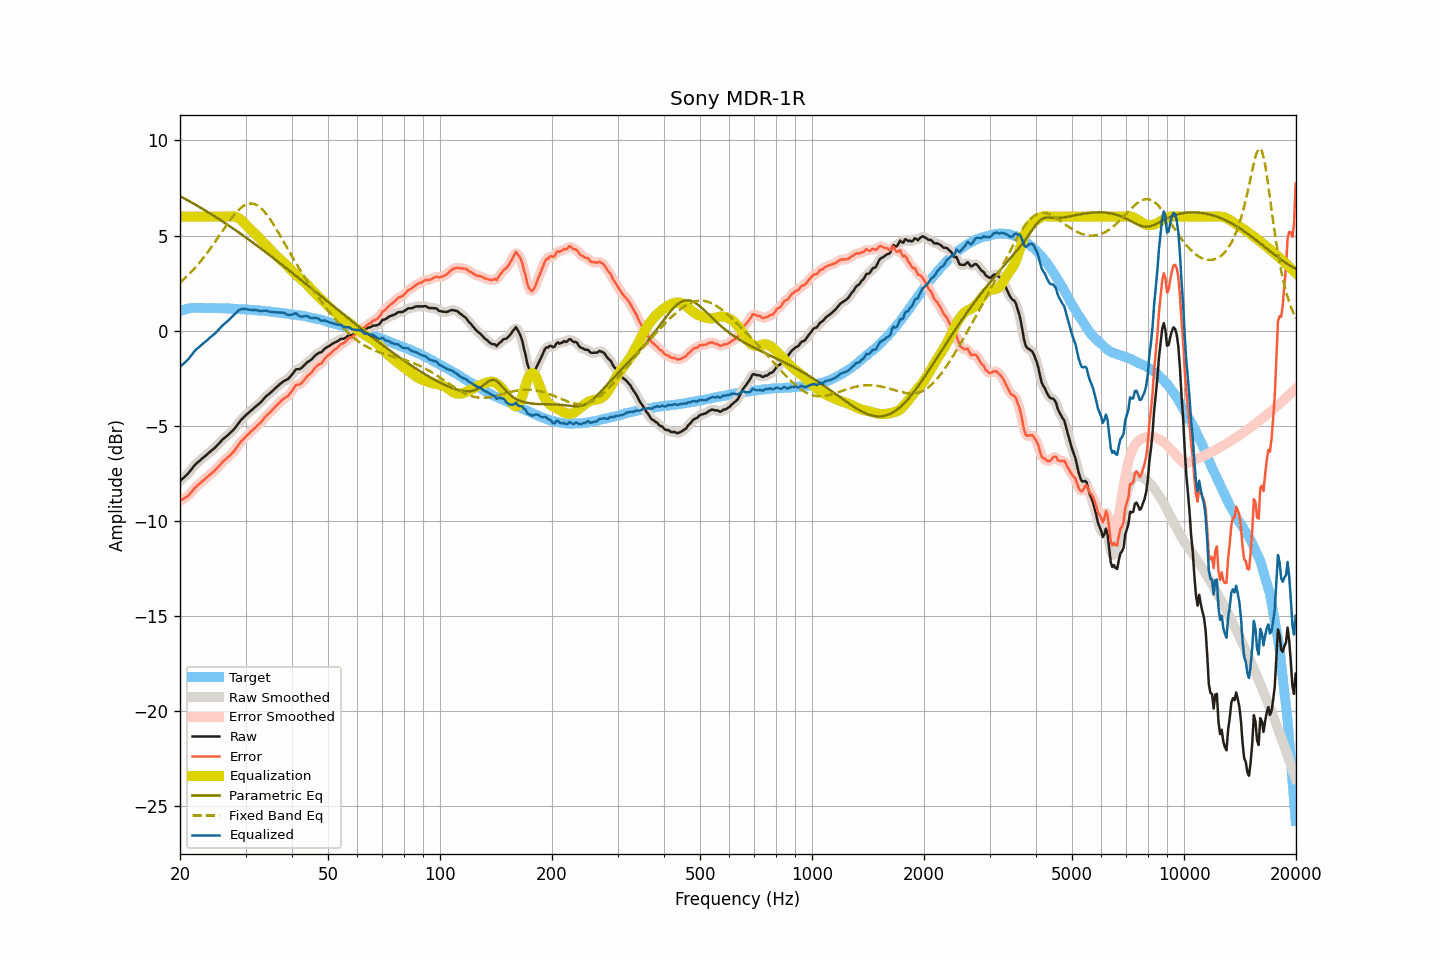 Sony MDR-1R
Amplitude (dBr)
10
5
0
−5
−10
−15
−20
−25
Target
Raw Smoothed
Error Smoothed
Raw
Error
Equalization
Parametric Eq
Fixed Band Eq
Equalized
20 50 100 200 500 1000 2000 5000 10000 20000
Frequency (Hz)